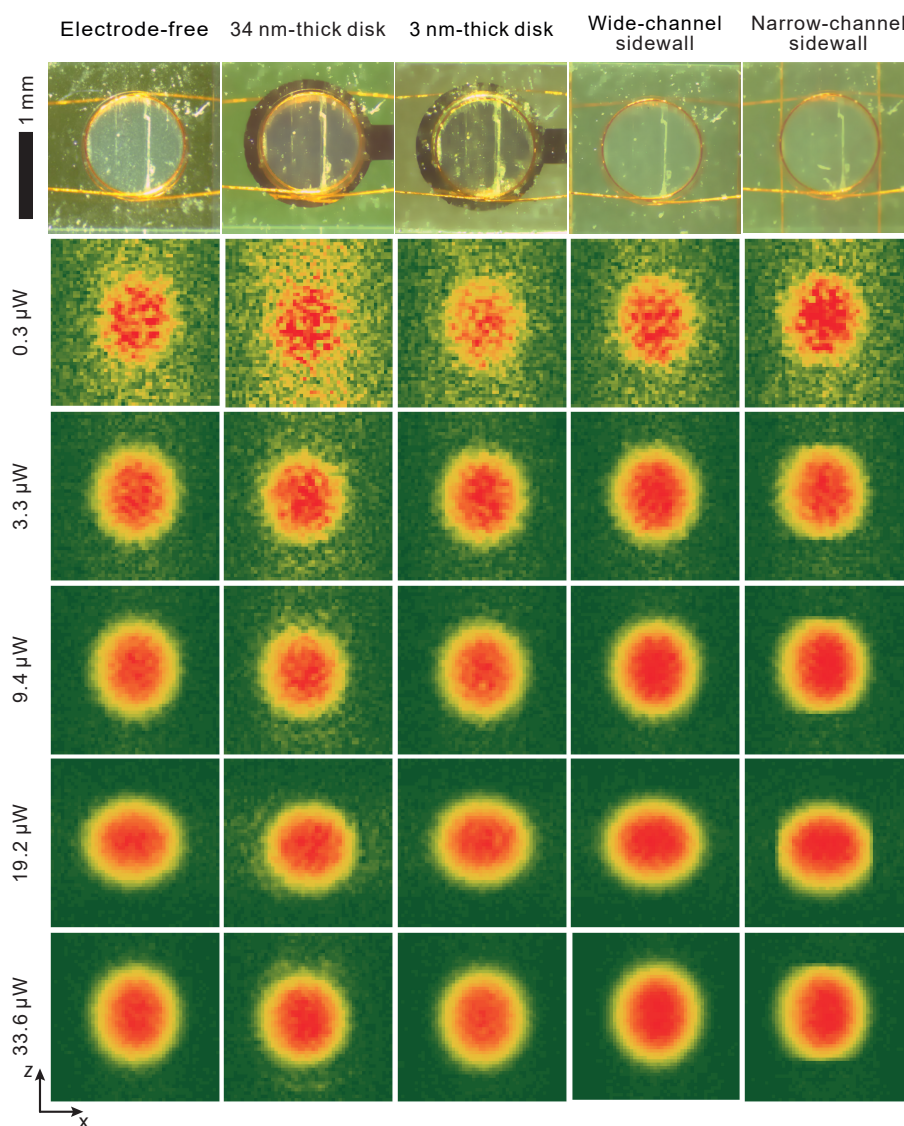 Electrode-free
34 nm-thick disk
3 nm-thick disk
Wide-channel
sidewall
Narrow-channel
sidewall
1 mm
0.3 µW
3.3 µW
9.4 µW
19.2 µW
33.6 µW
z
x